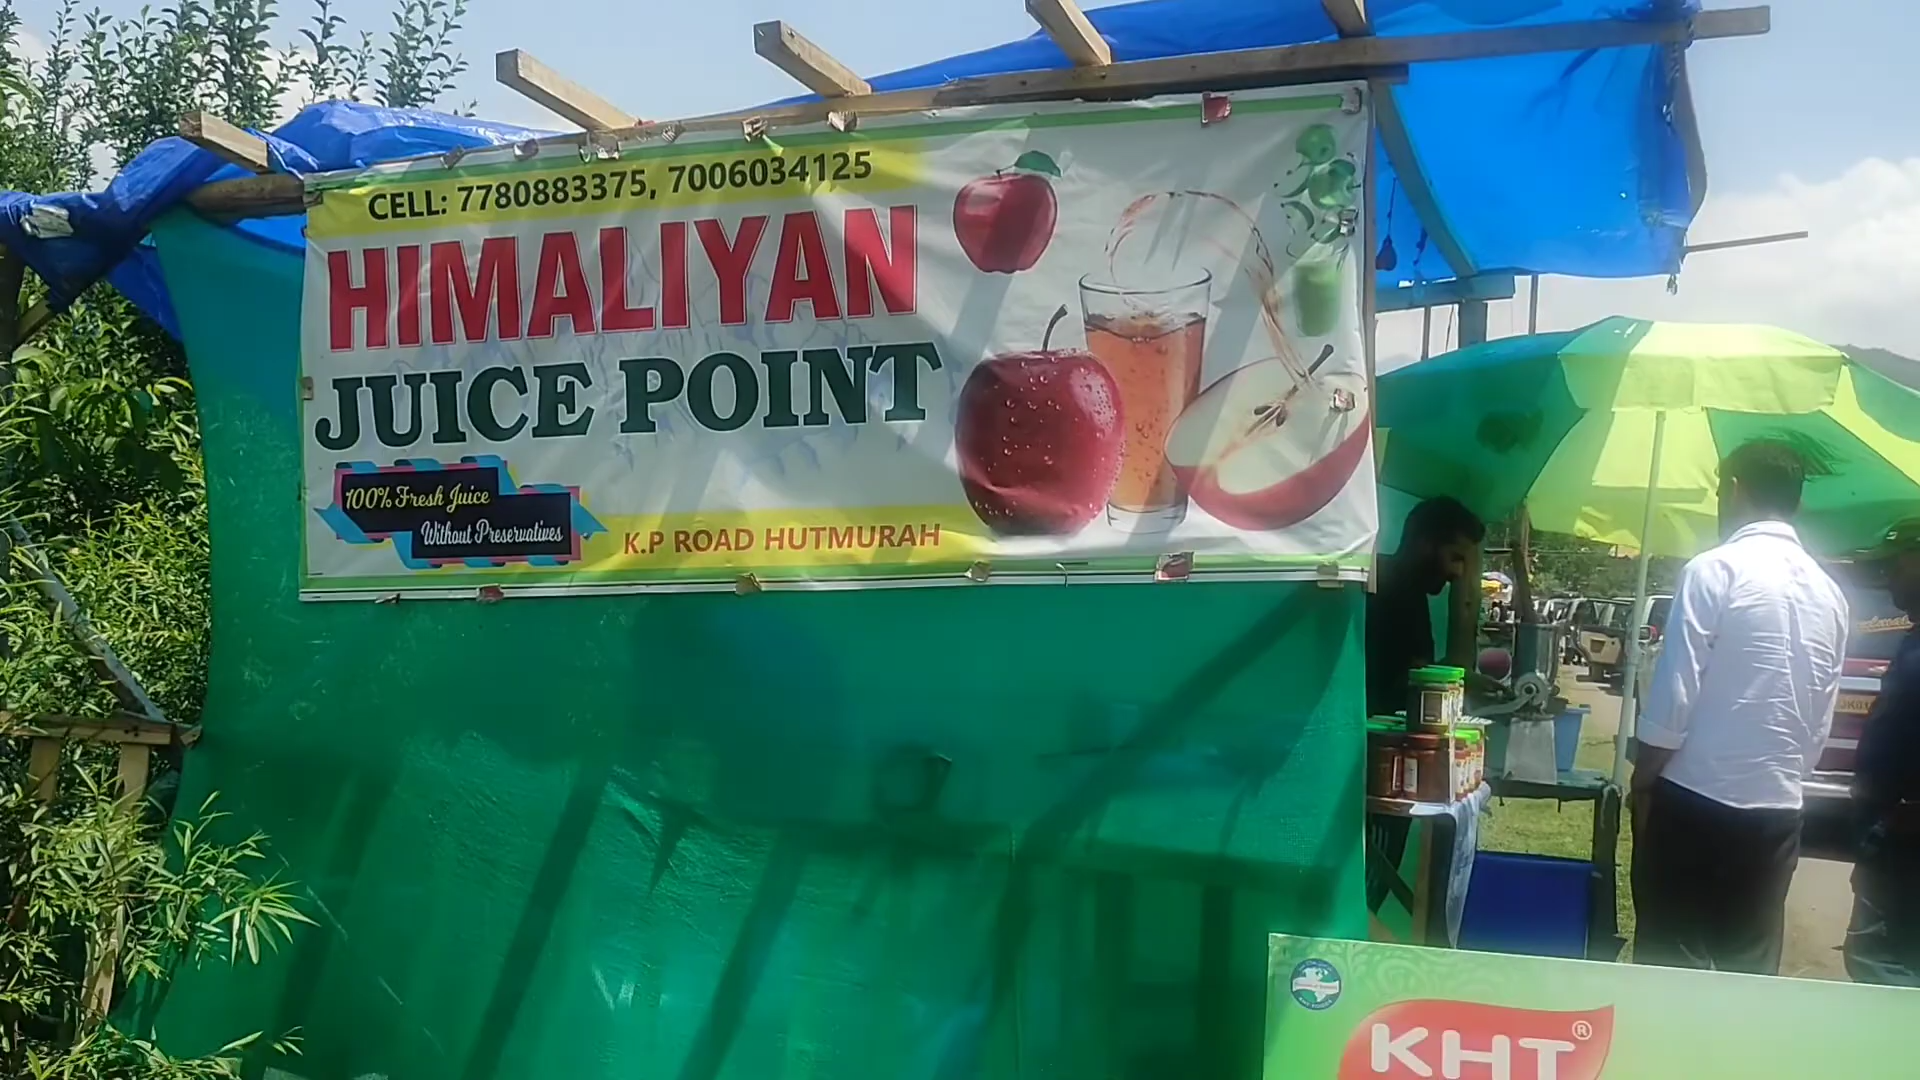 CELL: 7780883375, 7006034125
HIMALIYAN
JUICE POINT
100% Fresh Juice
Without Preservatives
K.P ROAD HUTMURAH
KHT®